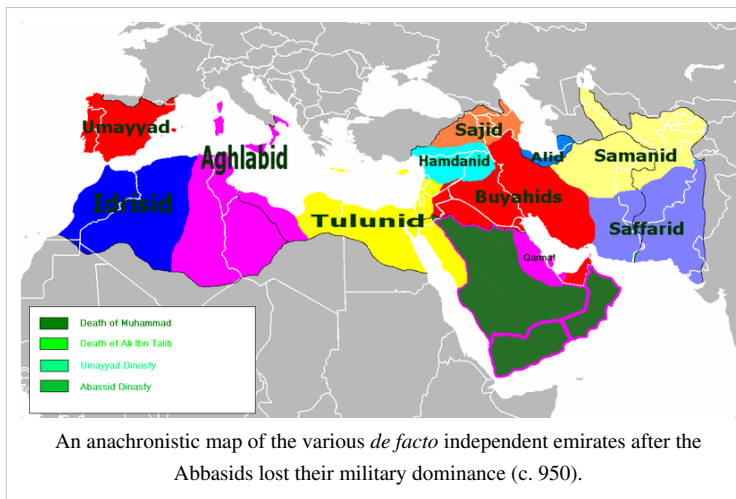 Umayyad
Aghlabid
Idrisid
Tulunid
Sajid
Hamdanid
Alid
Samanid
Buyahids
Saffarid
Qarmat
Death of Muhammad
Death of Ali Ibn Talib
Umayyad Dinasty
Abassid Dinasty
An anachronistic map of the various de facto independent emirates after the
Abbasids lost their military dominance (c. 950).